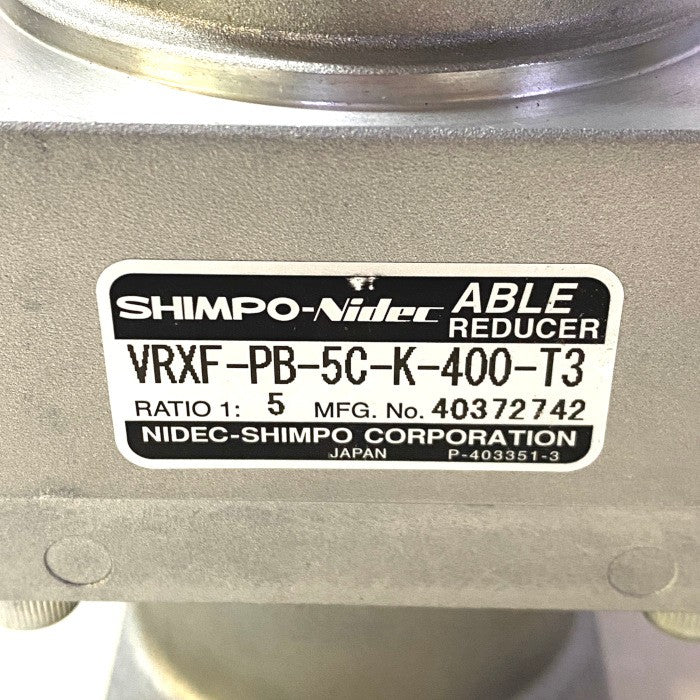 SHIMPO-Nidec ABLE REDUCER
VRXF-PB-5C-K-400-T3
RATIO 1: 5 MFG. No. 40372742
NIDEC-SHIMPO CORPORATION
JAPAN P-403351-3